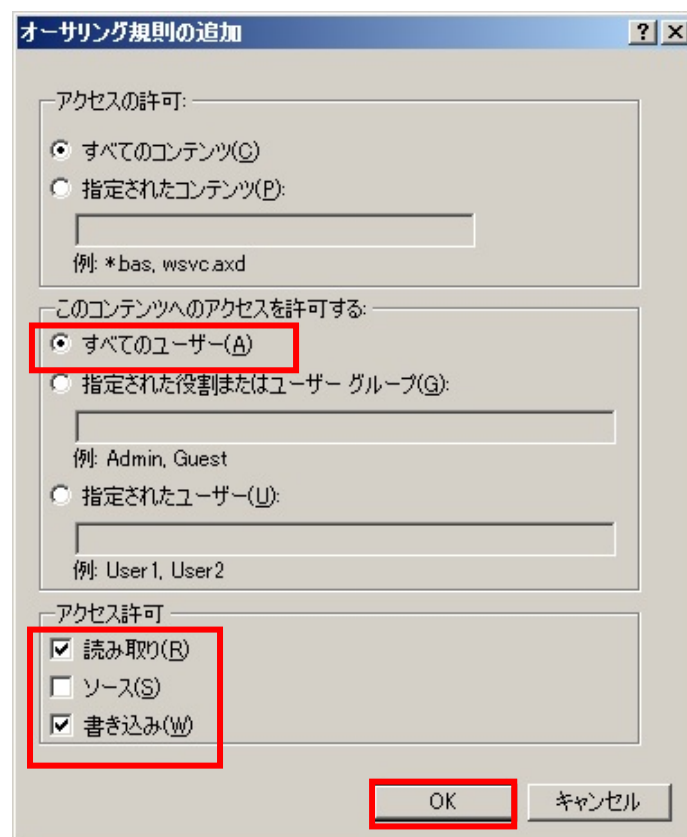 オーサリング規則の追加
アクセスの許可:
すべてのコンテンツ(C)
指定されたコンテンツ(P):
例: *.bas, wsvc.axd
このコンテンツへのアクセスを許可する:
すべてのユーザー(A)
指定された役割またはユーザー グループ(G):
例: Admin, Guest
指定されたユーザー(U):
例: User1, User2
アクセス許可
読み取り(R)
ソース(S)
書き込み(W)
OK キャンセル